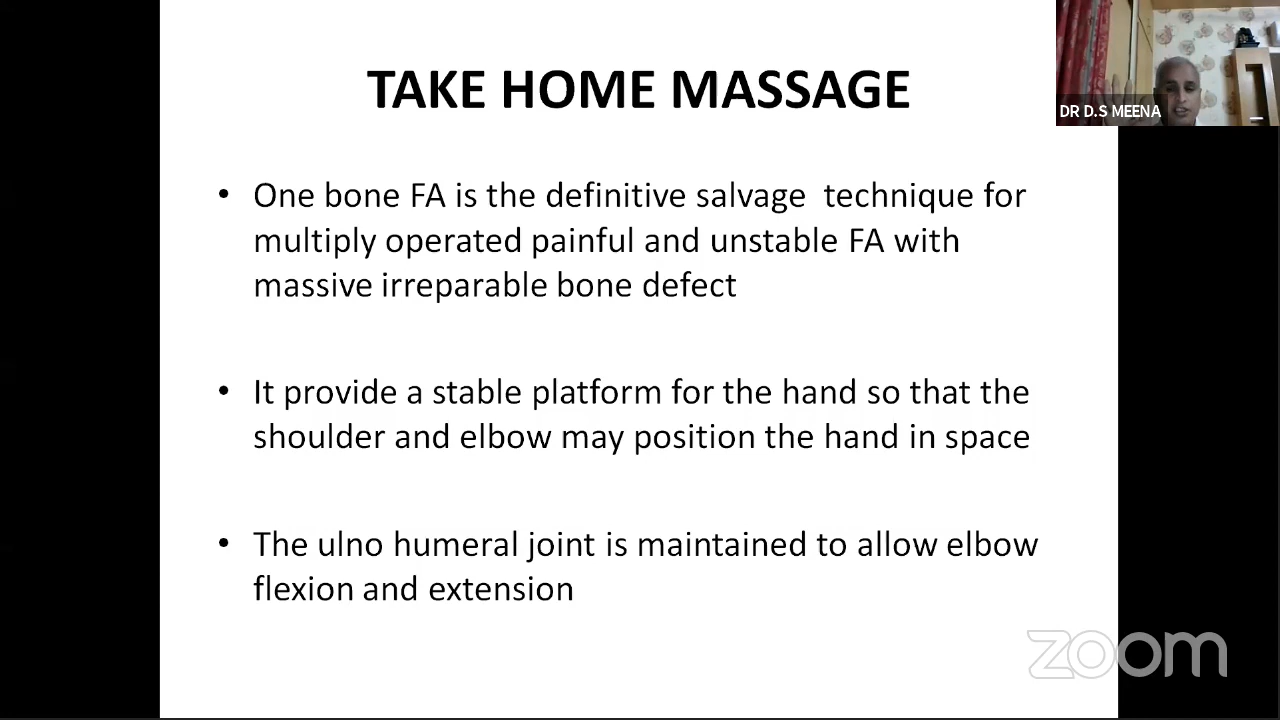 TAKE HOME MASSAGE
DR D.S MEENA
• One bone FA is the definitive salvage  technique for
multiply operated painful and unstable FA with
massive irreparable bone defect
• It provide a stable platform for the hand so that the
shoulder and elbow may position the hand in space
• The ulno humeral joint is maintained to allow elbow
flexion and extension
zoom